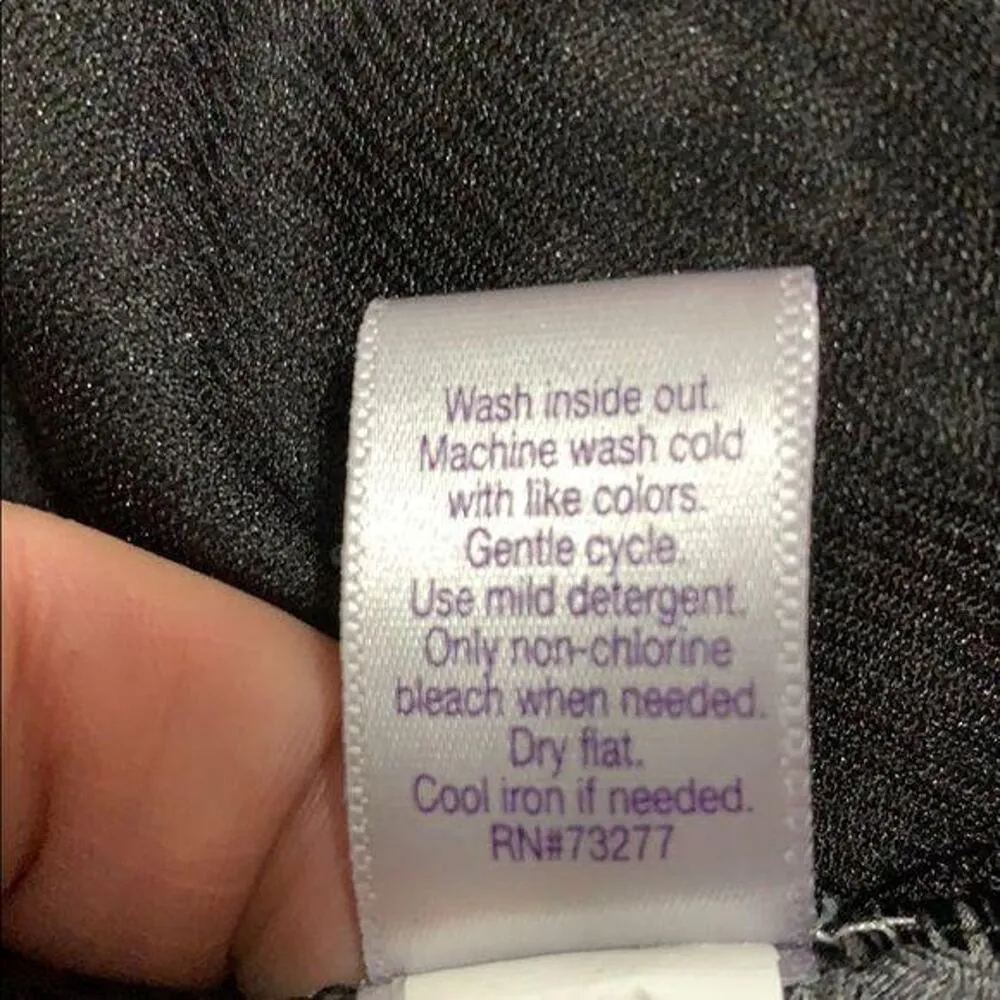 Wash inside out.
Machine wash cold
with like colors.
Gentle cycle.
Use mild detergent.
Only non-chlorine
bleach when needed.
Dry flat.
Cool iron if needed.
RN#73277